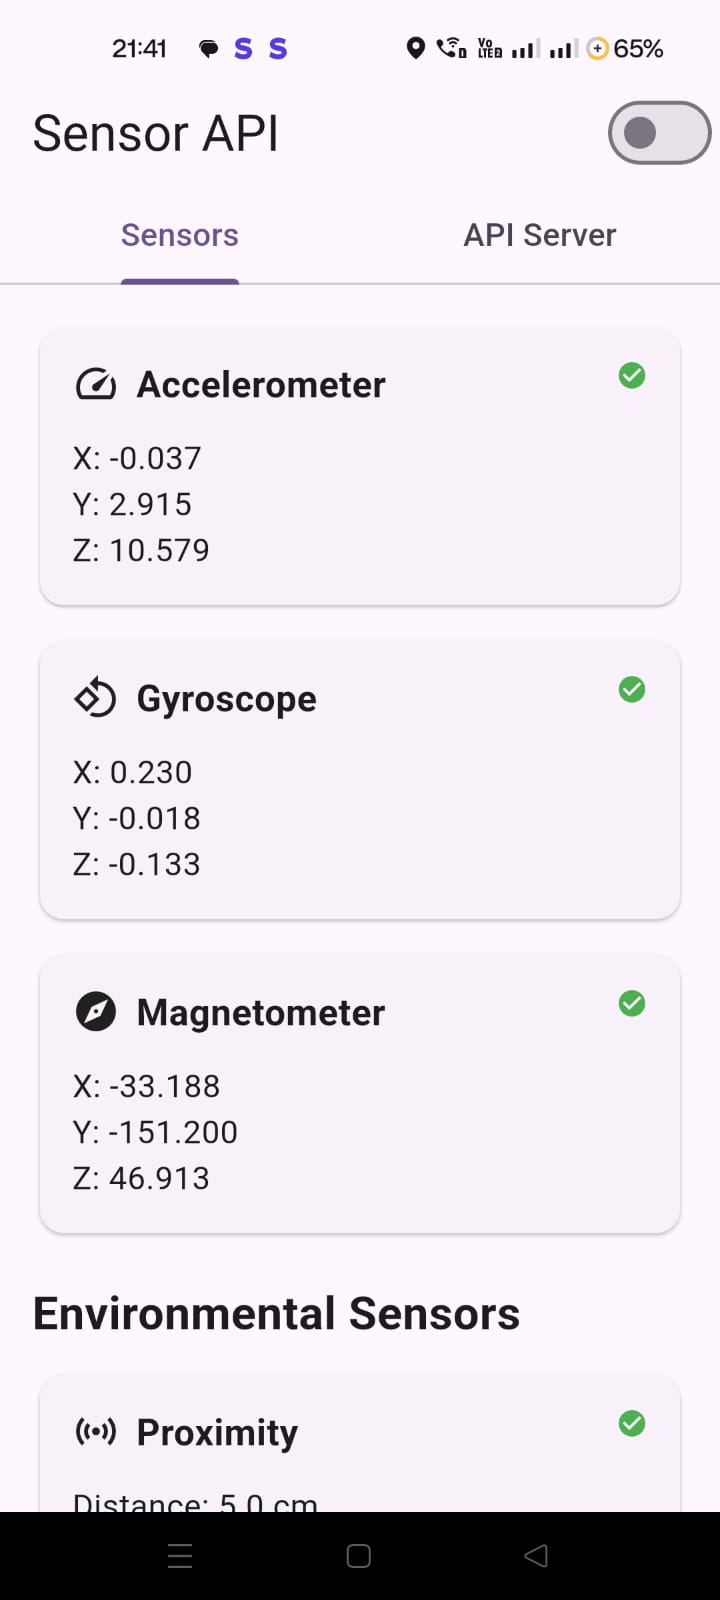 21:41 S S Vo LTE2 65%
Sensor API
Sensors API Server
Accelerometer
X: -0.037
Y: 2.915
Z: 10.579
Gyroscope
X: 0.230
Y: -0.018
Z: -0.133
Magnetometer
X: -33.188
Y: -151.200
Z: 46.913
Environmental Sensors
Proximity
Distance: 5.0 cm